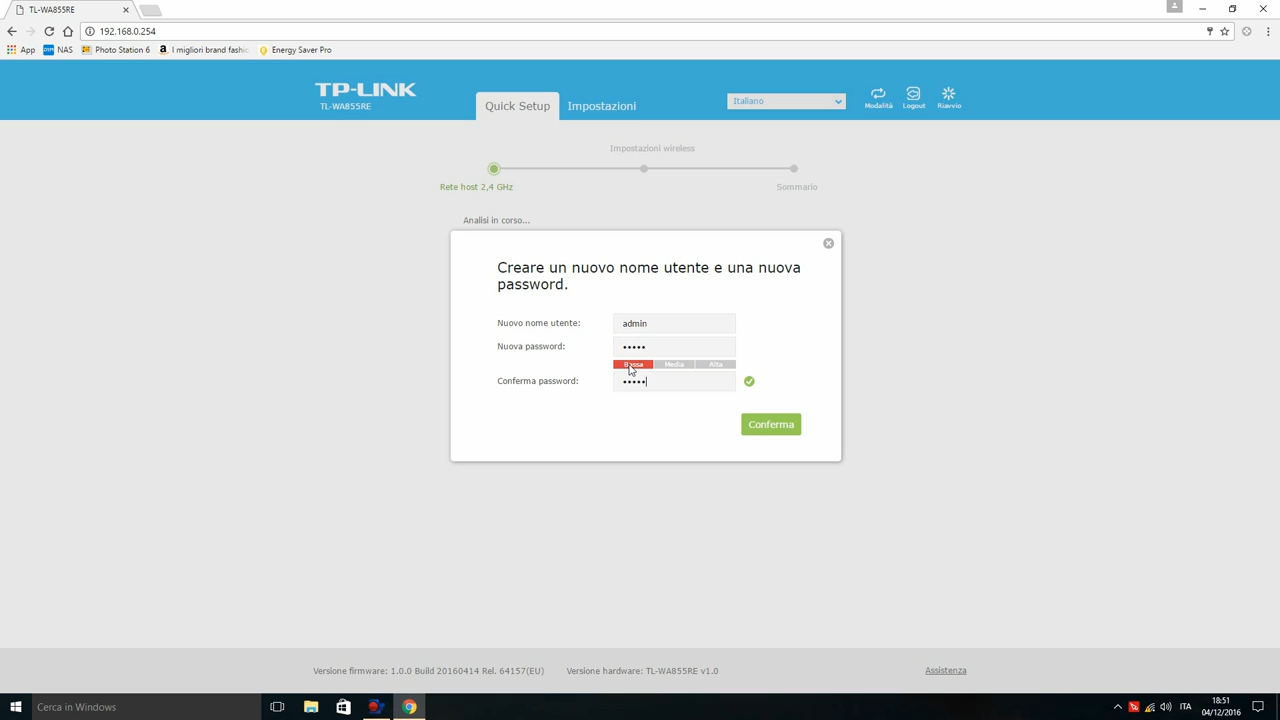 TL-WA855RE
192.168.0.254
App NAS Photo Station 6 I migliori brand fashio Energy Saver Pro
TP-LINK
TL-WA855RE
Quick Setup
Impostazioni
Italiano
Modalità
Logout
Riavvio
Impostazioni wireless
Rete host 2,4 GHz
Sommario
Analisi in corso...
Creare un nuovo nome utente e una nuova
password.
Nuovo nome utente: admin
Nuova password: •••••
Bassa Media Alta
Conferma password: •••••
Conferma
Versione firmware: 1.0.0 Build 20160414 Rel. 64157(EU) Versione hardware: TL-WA855RE v1.0 Assistenza
Cerca in Windows
ITA
18:51
04/12/2016